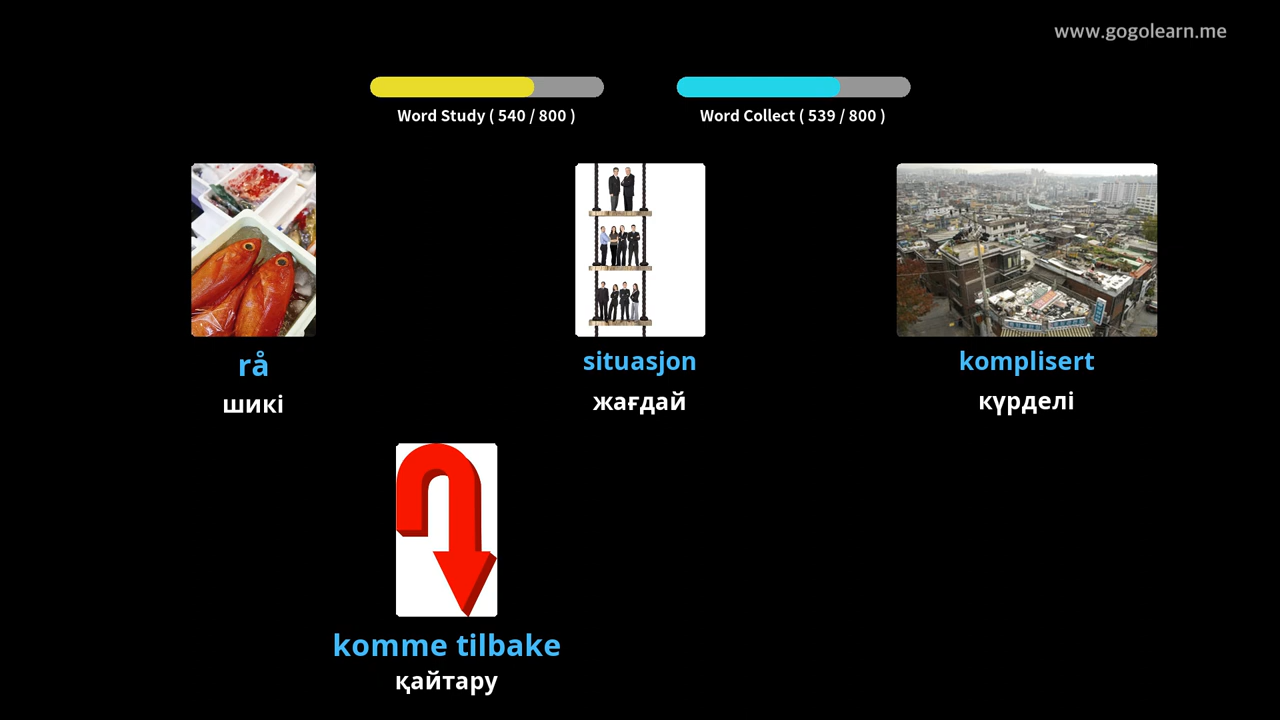 www.gogolearn.me
Word Study ( 540 / 800 )
Word Collect ( 539 / 800 )
rå
situasjon
komplisert
шикі
жағдай
күрделі
komme tilbake
қайтару